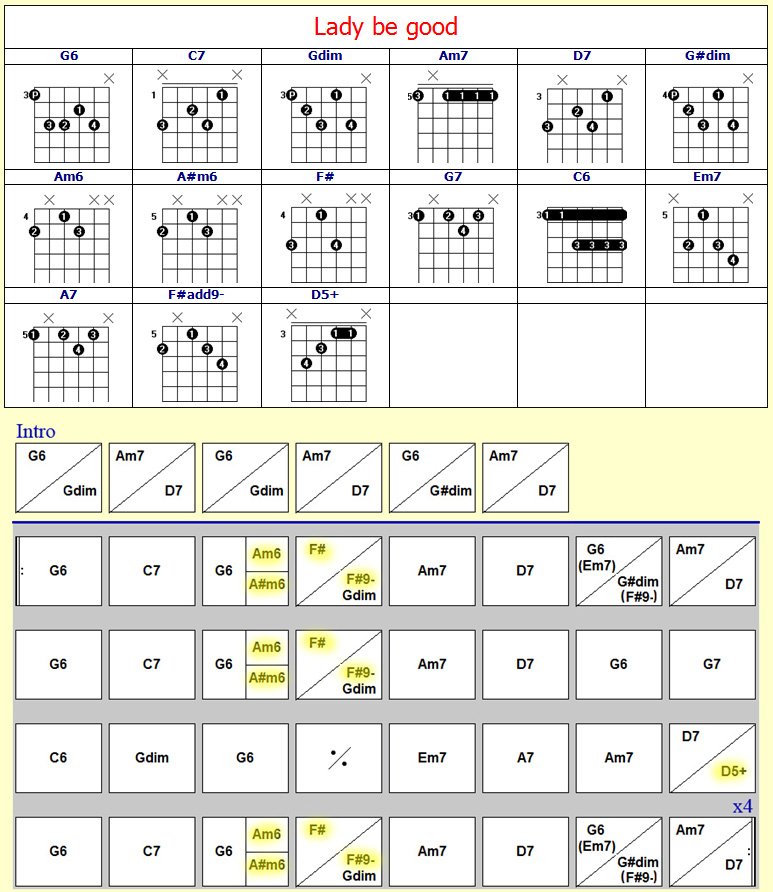 Lady be good
G6 C7 Gdim Am7 D7 G#dim
3 P 1 3 2 4
1 1 2 3 4
3 P 1 2 3 4
5 3 1 1 1 1
3 1 2 3 4
4 P 1 2 3 4
Am6 A#m6 F# G7 C6 Em7
4 1 2 3
5 1 2 3
4 1 3 4
3 1 2 3 4
3 1 1 3 3 3 3
5 1 2 3 4
A7 F#add9- D5+
5 1 2 3 4
5 1 2 3 4
3 1 1 3 4
Intro
G6 Gdim Am7 D7 G6 Gdim Am7 D7 G6 G#dim Am7 D7
: G6 C7 G6 Am6 A#m6 F# F#9- Gdim Am7 D7 G6 (Em7) G#dim (F#9-) Am7 D7
G6 C7 G6 Am6 A#m6 F# F#9- Gdim Am7 D7 G6 G7
C6 Gdim G6 ٪ Em7 A7 Am7 D7 D5+
x4
G6 C7 G6 Am6 A#m6 F# F#9- Gdim Am7 D7 G6 (Em7) G#dim (F#9-) Am7 D7 :